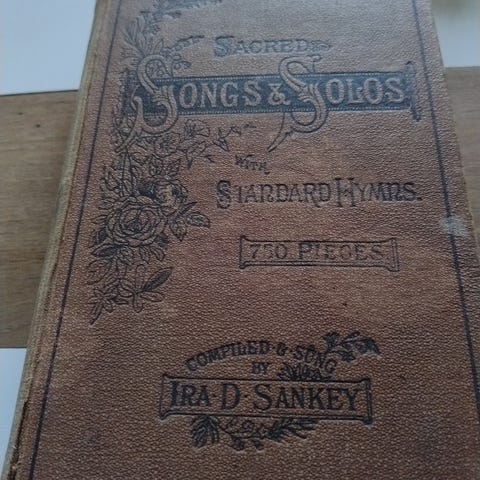 SACRED
SONGS & SOLOS
WITH
STANDARD HYMNS.
750 PIECES
COMPILED & SUNG
BY
IRA D. SANKEY